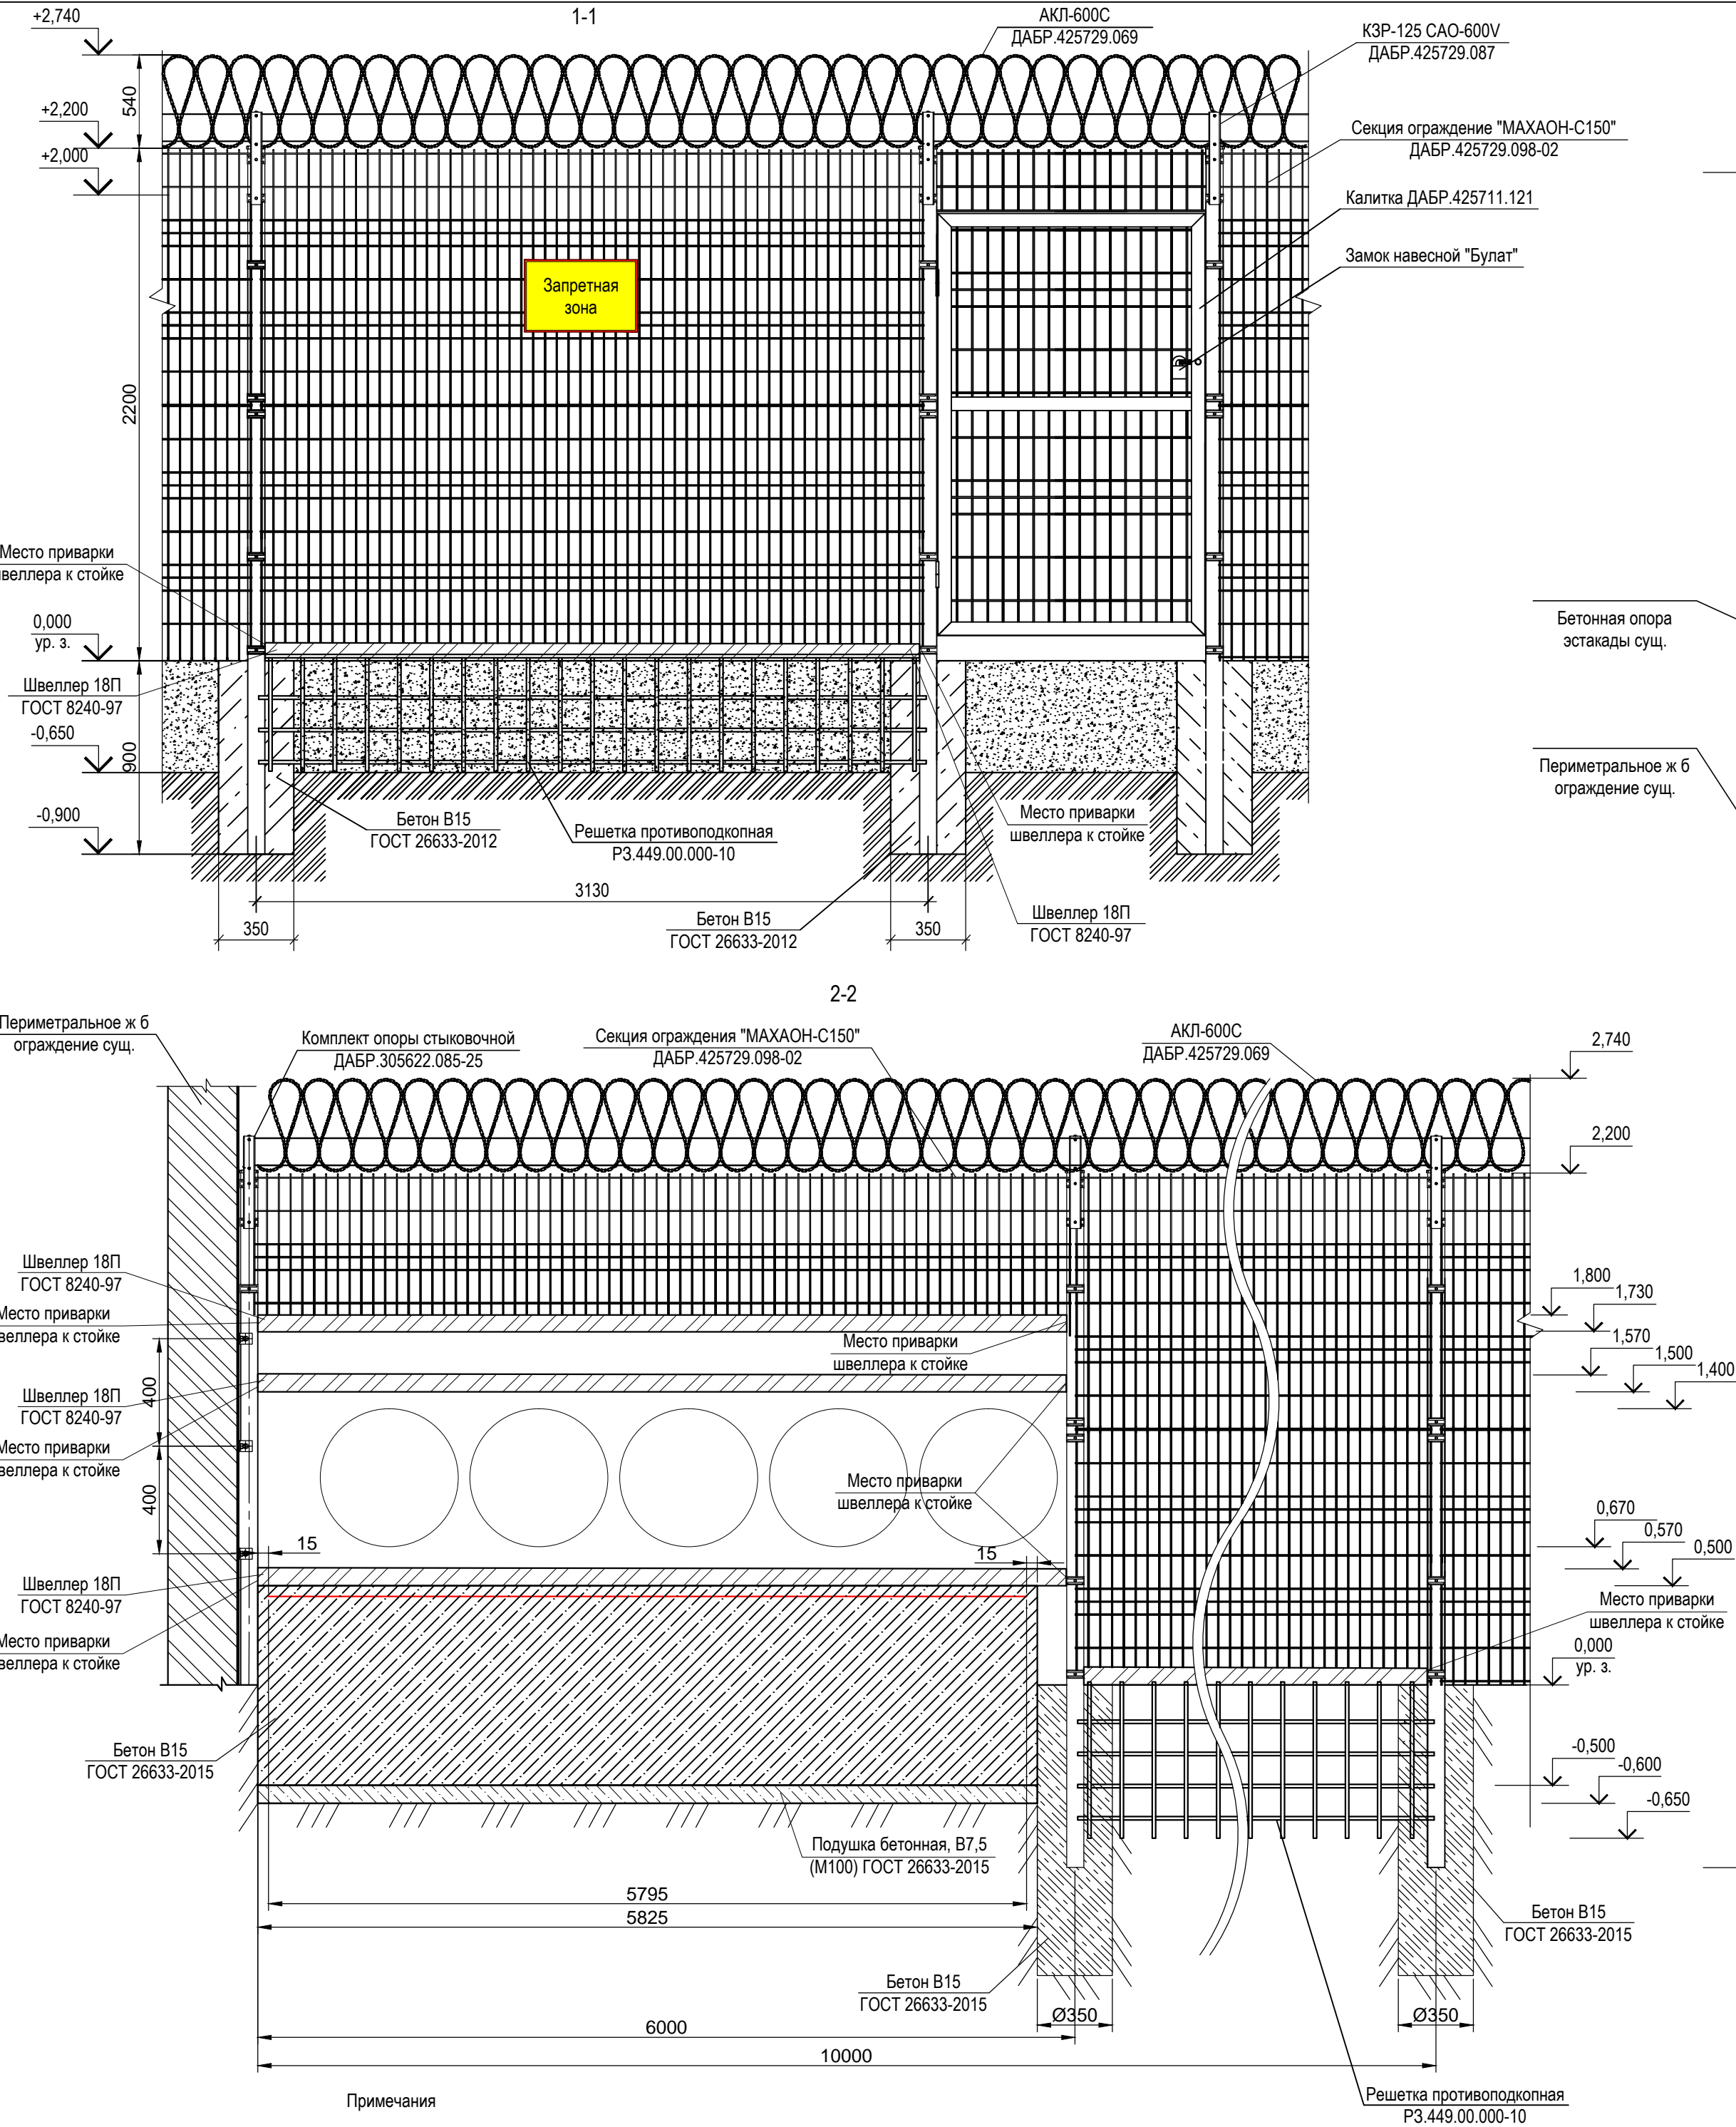 1-1
+2,740
АКЛ-600С
ДАБР.425729.069
КЗР-125 САО-600V
ДАБР.425729.087
540
+2,200
+2,000
Секция ограждение "МАХАОН-С150"
ДАБР.425729.098-02
Калитка ДАБР.425711.121
Замок навесной "Булат"
Запретная
зона
2200
Место приварки
швеллера к стойке
0,000
ур. з.
Швеллер 18П
ГОСТ 8240-97
-0,650
900
-0,900
Бетон В15
ГОСТ 26633-2012
Решетка противоподкопная
РЗ.449.00.000-10
Место приварки
швеллера к стойке
3130
350
Бетон В15
ГОСТ 26633-2012
350
Швеллер 18П
ГОСТ 8240-97
Бетонная опора
эстакады сущ.
Периметральное ж б
ограждение сущ.
2-2
Периметральное ж б
ограждение сущ.
Комплект опоры стыковочной
ДАБР.305622.085-25
Секция ограждения "МАХАОН-С150"
ДАБР.425729.098-02
АКЛ-600С
ДАБР.425729.069
2,740
2,200
Швеллер 18П
ГОСТ 8240-97
Место приварки
швеллера к стойке
Швеллер 18П
ГОСТ 8240-97
Место приварки
швеллера к стойке
400
400
Место приварки
швеллера к стойке
Место приварки
швеллера к стойке
1,800
1,730
1,570
1,500
1,400
15
15
Швеллер 18П
ГОСТ 8240-97
Место приварки
швеллера к стойке
0,670
0,570
0,500
Место приварки
швеллера к стойке
0,000
ур. з.
Бетон В15
ГОСТ 26633-2015
-0,500
-0,600
-0,650
Подушка бетонная, В7,5
(М100) ГОСТ 26633-2015
5795
5825
Бетон В15
ГОСТ 26633-2015
Бетон В15
ГОСТ 26633-2015
Ø350
Ø350
6000
10000
Примечания
Решетка противоподкопная
РЗ.449.00.000-10